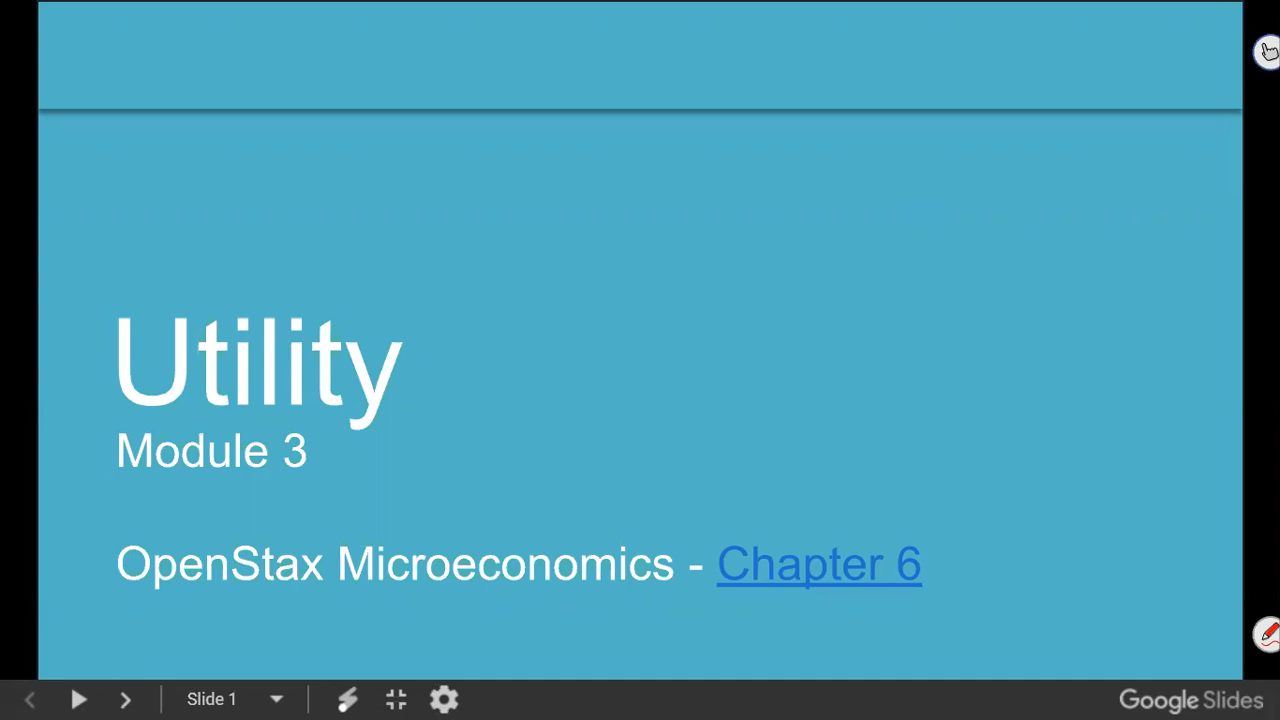 Utility
Module 3
OpenStax Microeconomics - Chapter 6
Slide 1
Google Slides